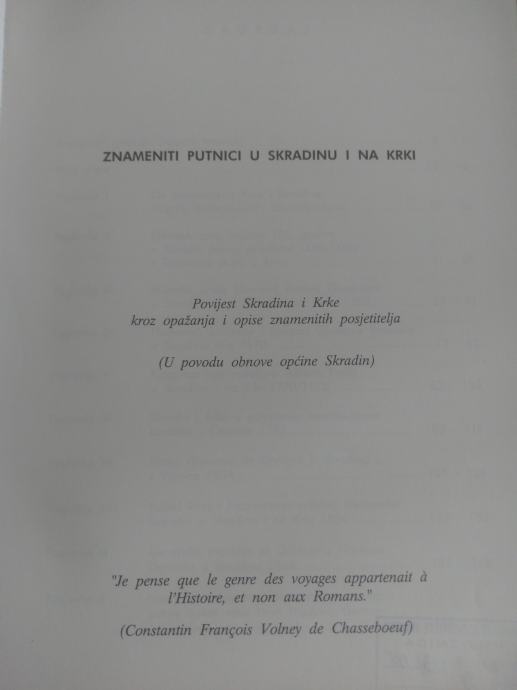 ZNAMENITI PUTNICI U SKRADINU I NA KRKI
Povijest Skradina i Krke
kroz opažanja i opise znamenitih posjetitelja
(U povodu obnove općine Skradin)
"Je pense que le genre des voyages appartenait à
l'Histoire, et non aux Romans."
(Constantin François Volney de Chasseboeuf)